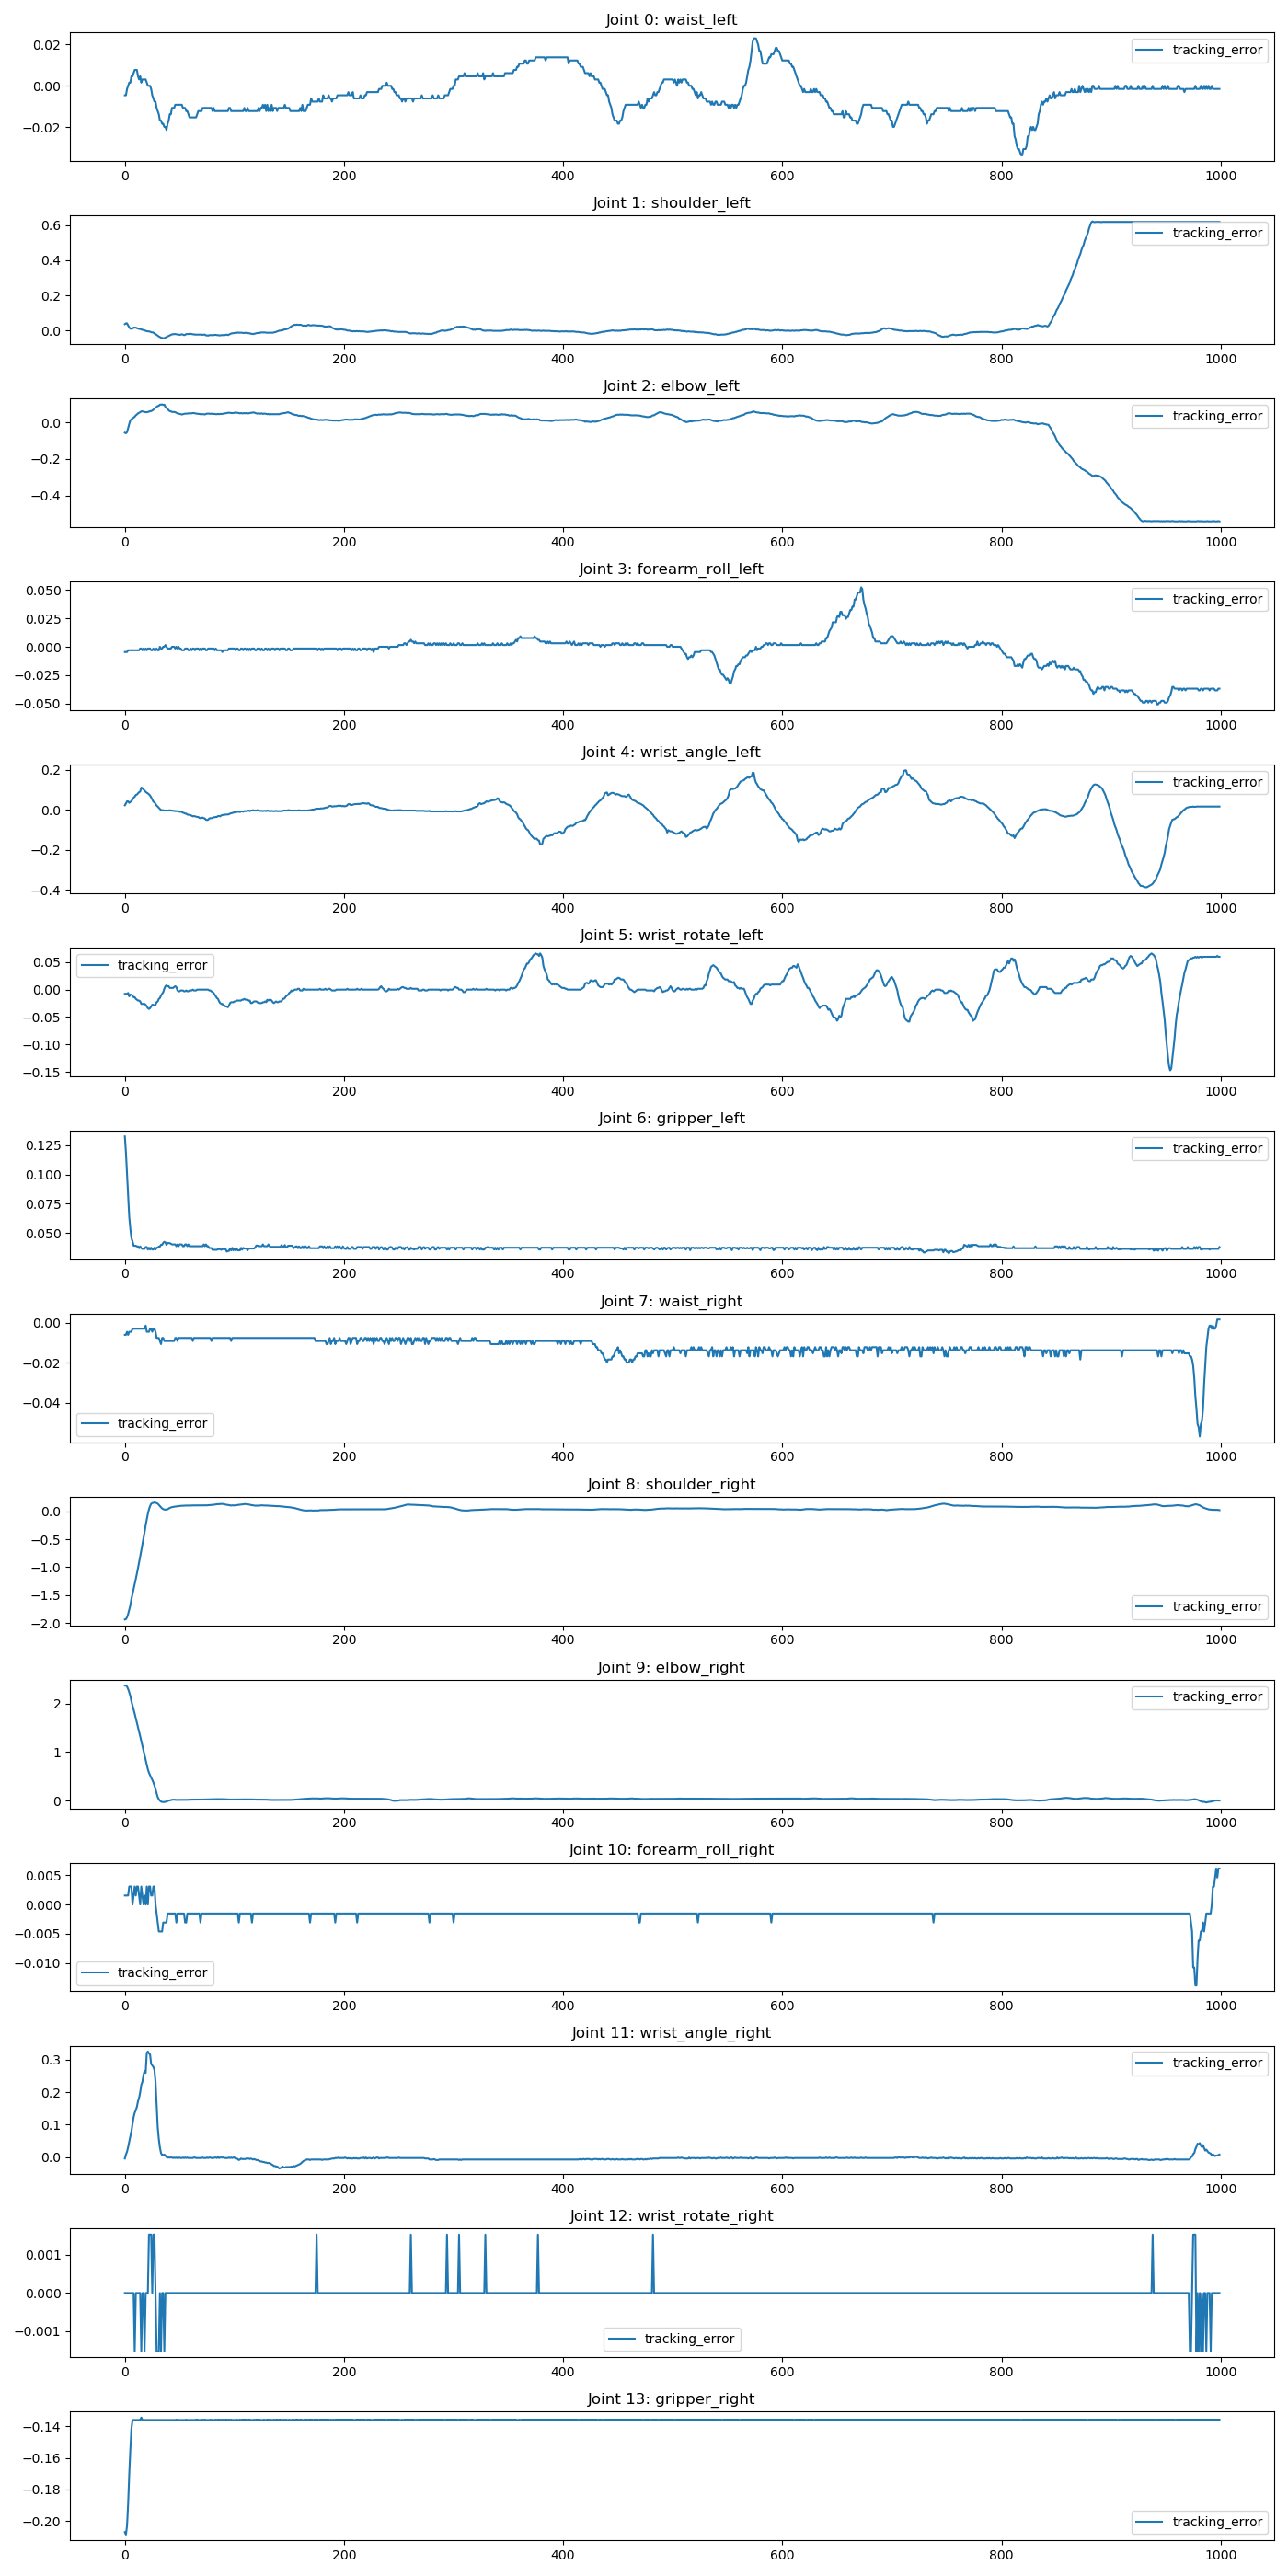 Joint 0: waist_left
tracking_error
0.02
0.00
−0.02
0 200 400 600 800 1000
Joint 1: shoulder_left
tracking_error
0.6
0.4
0.2
0.0
0 200 400 600 800 1000
Joint 2: elbow_left
tracking_error
0.0
−0.2
−0.4
0 200 400 600 800 1000
Joint 3: forearm_roll_left
tracking_error
0.050
0.025
0.000
−0.025
−0.050
0 200 400 600 800 1000
Joint 4: wrist_angle_left
tracking_error
0.2
0.0
−0.2
−0.4
0 200 400 600 800 1000
Joint 5: wrist_rotate_left
tracking_error
0.05
0.00
−0.05
−0.10
−0.15
0 200 400 600 800 1000
Joint 6: gripper_left
tracking_error
0.125
0.100
0.075
0.050
0 200 400 600 800 1000
Joint 7: waist_right
0.00
−0.02
−0.04
tracking_error
0 200 400 600 800 1000
Joint 8: shoulder_right
0.0
−0.5
−1.0
−1.5
−2.0
tracking_error
0 200 400 600 800 1000
Joint 9: elbow_right
tracking_error
2
1
0
0 200 400 600 800 1000
Joint 10: forearm_roll_right
0.005
0.000
−0.005
−0.010
tracking_error
0 200 400 600 800 1000
Joint 11: wrist_angle_right
tracking_error
0.3
0.2
0.1
0.0
0 200 400 600 800 1000
Joint 12: wrist_rotate_right
0.001
0.000
−0.001
tracking_error
0 200 400 600 800 1000
Joint 13: gripper_right
−0.14
−0.16
−0.18
−0.20
tracking_error
0 200 400 600 800 1000